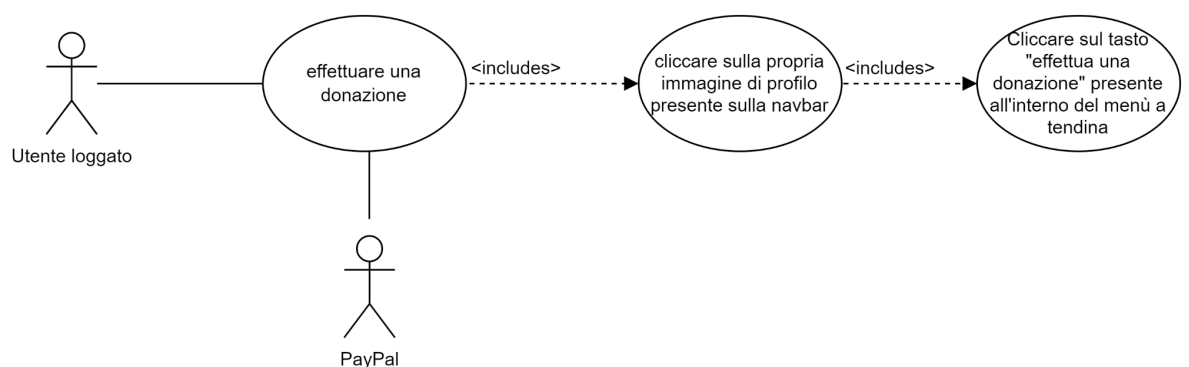 effettuare una
donazione
<includes>
cliccare sulla propria
immagine di profilo
presente sulla navbar
<includes>
Cliccare sul tasto
"effettua una
donazione" presente
all'interno del menù a
tendina
Utente loggato
PayPal